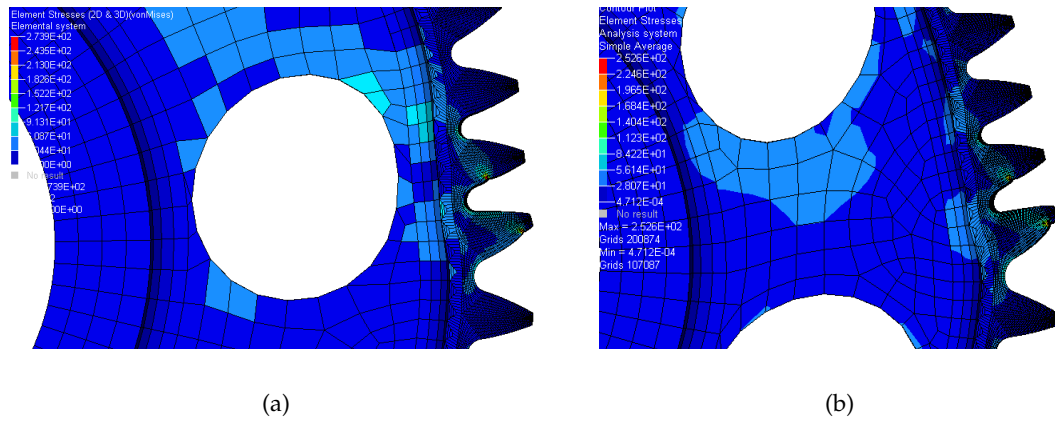 Element Stresses (2D & 3D)(vonMises)
Elemental system
2.739E+02
2.435E+02
2.130E+02
1.826E+02
1.522E+02
1.217E+02
9.131E+01
No result
Contour Plot
Element Stresses
Analysis system
Simple Average
2.526E+02
2.246E+02
1.965E+02
1.684E+02
1.404E+02
1.123E+02
8.422E+01
5.614E+01
2.807E+01
4.712E-04
No result
Max = 2.526E+02
Grids 200874
Min = 4.712E-04
Grids 107087
(a)
(b)